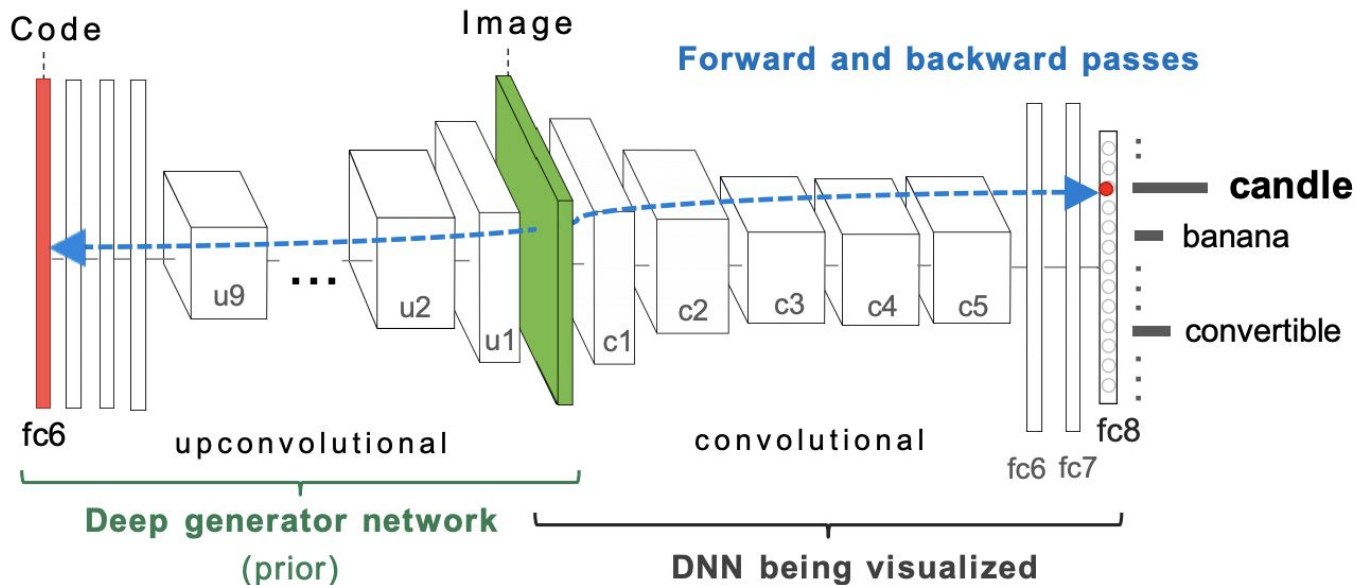 Code
Image
Forward and backward passes
candle
banana
convertible
u9
...
u2
u1
c1
c2
c3
c4
c5
fc6
upconvolutional
convolutional
fc6
fc7
fc8
Deep generator network
(prior)
DNN being visualized